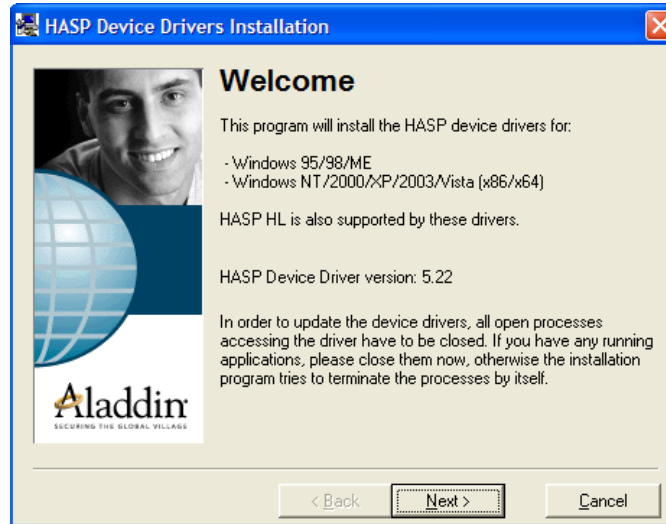 HASP Device Drivers Installation
Welcome
This program will install the HASP device drivers for:
- Windows 95/98/ME
- Windows NT/2000/XP/2003/Vista (x86/x64)
HASP HL is also supported by these drivers.
HASP Device Driver version: 5.22
In order to update the device drivers, all open processes
accessing the driver have to be closed. If you have any running
applications, please close them now, otherwise the installation
program tries to terminate the processes by itself.
Aladdin
SECURING THE GLOBAL VILLAGE
< Back
Next >
Cancel